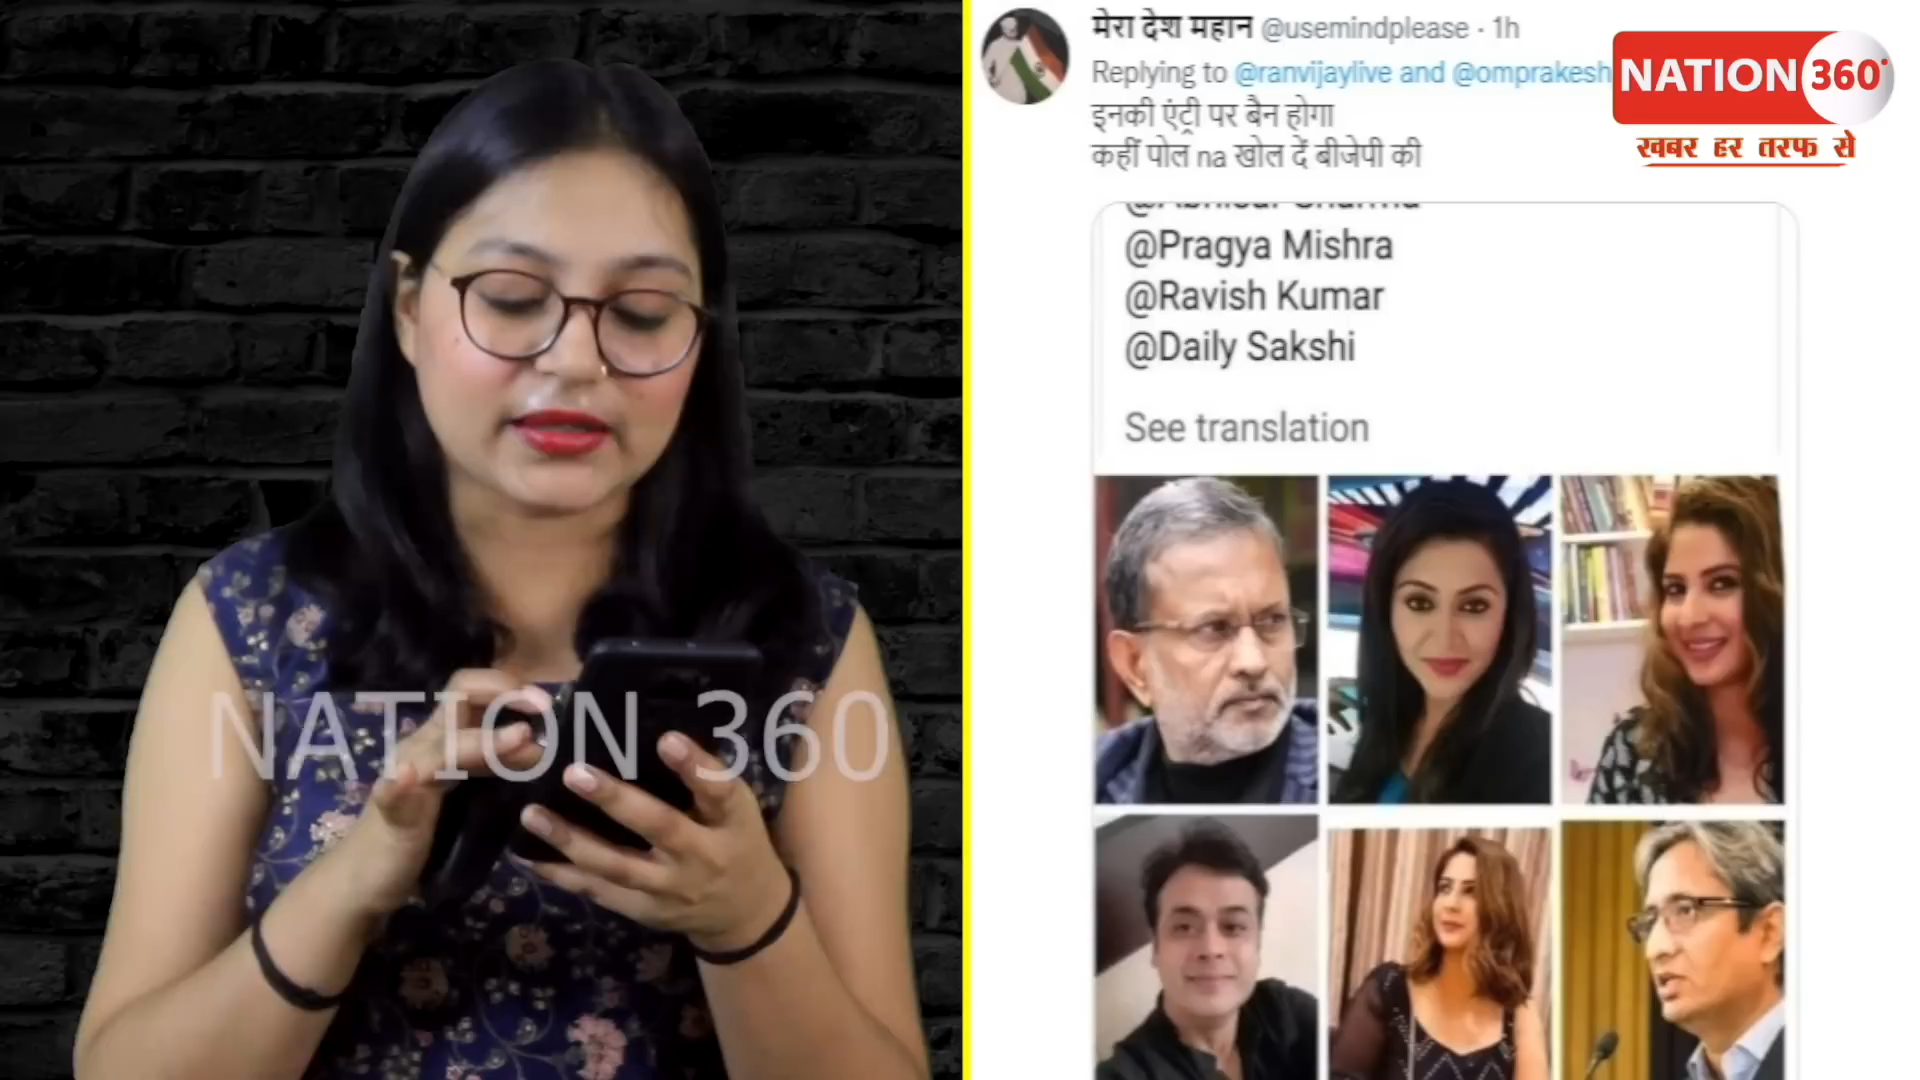 मेरा देश महान @usemindplease · 1h
Replying to @ranvijaylive and @omprakesh
इनकी एंट्री पर बैन होगा
कहीं पोल na खोल दें बीजेपी की
NATION 360
खबर हर तरफ से
@Pragya Mishra
@Ravish Kumar
@Daily Sakshi
See translation
NATION 360